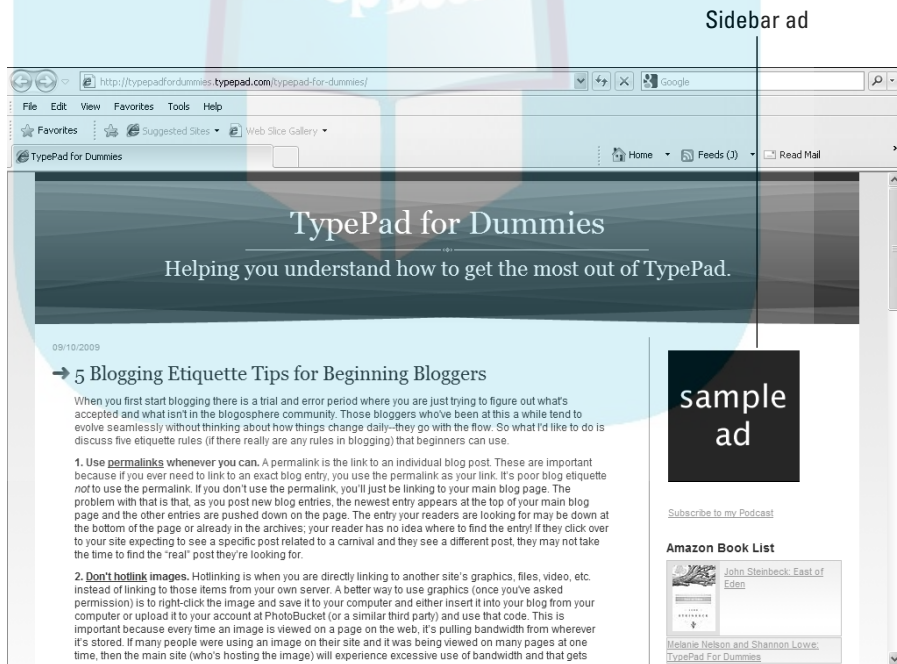 Sidebar ad
http://typepadfordummies.typepad.com/typepad-for-dummies/
Google
File Edit View Favorites Tools Help
Favorites Suggested Sites Web Slice Gallery
TypePad for Dummies
Home Feeds (J) Read Mail
TypePad for Dummies
Helping you understand how to get the most out of TypePad.
09/10/2009
5 Blogging Etiquette Tips for Beginning Bloggers
When you first start blogging there is a trial and error period where you are just trying to figure out what's
accepted and what isn't in the blogosphere community. Those bloggers who've been at this a while tend to
evolve seamlessly without thinking about how things change daily--they go with the flow. So what I'd like to do is
discuss five etiquette rules (if there really are any rules in blogging) that beginners can use.
1. Use permalinks whenever you can. A permalink is the link to an individual blog post. These are important
because if you ever need to link to an exact blog entry, you use the permalink as your link. It's poor blog etiquette
not to use the permalink. If you don't use the permalink, you'll just be linking to your main blog page. The
problem with that is that, as you post new blog entries, the newest entry appears at the top of your main blog
page and the other entries are pushed down on the page. The entry your readers are looking for may be down at
the bottom of the page or already in the archives; your reader has no idea where to find the entry! If they click over
to your site expecting to see a specific post related to a carnival and they see a different post, they may not take
the time to find the “real” post they're looking for.
2. Don't hotlink images. Hotlinking is when you are directly linking to another site's graphics, files, video, etc.
instead of linking to those items from your own server. A better way to use graphics (once you've asked
permission) is to right-click the image and save it to your computer and either insert it into your blog from your
computer or upload it to your account at PhotoBucket (or a similar third party) and use that code. This is
important because every time an image is viewed on a page on the web, it's pulling bandwidth from wherever
it's stored. If many people were using an image on their site and it was being viewed on many pages at one
time, then the main site (who's hosting the image) will experience excessive use of bandwidth and that gets
sample
ad
Subscribe to my Podcast
Amazon Book List
John Steinbeck: East of
Eden
Melanie Nelson and Shannon Lowe:
TypePad For Dummies